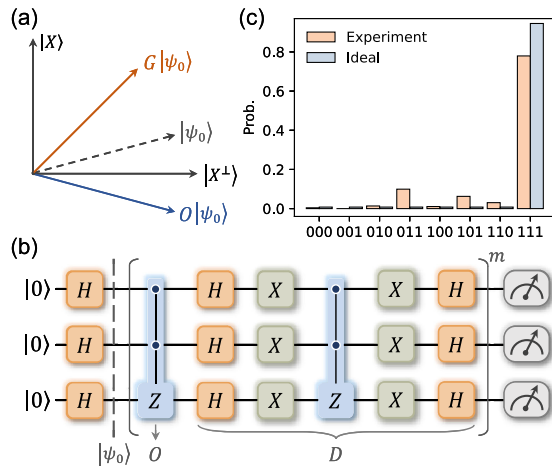 (a)
|X⟩
G|ψ₀⟩
|ψ₀⟩
|X^⊥⟩
O|ψ₀⟩
(c)
Experiment
Ideal
Prob.
0.8
0.6
0.4
0.2
0.0
000 001 010 011 100 101 110 111
(b)
m
|0⟩ H H X X H
|0⟩ H H X X H
|0⟩ H Z H X Z X H
|ψ₀⟩ O D